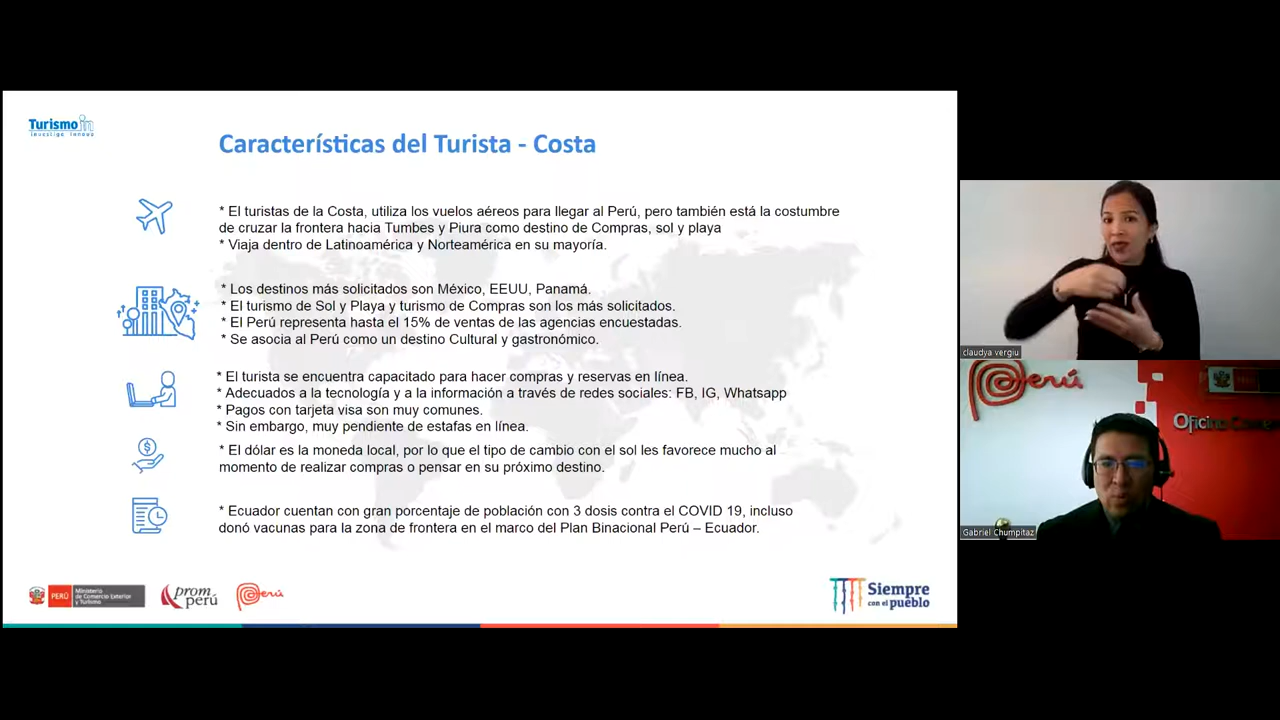 Turismo in
investiga innova
Características del Turista - Costa
* El turistas de la Costa, utiliza los vuelos aéreos para llegar al Perú, pero también está la costumbre
de cruzar la frontera hacia Tumbes y Piura como destino de Compras, sol y playa
* Viaja dentro de Latinoamérica y Norteamérica en su mayoría.
* Los destinos más solicitados son México, EEUU, Panamá.
* El turismo de Sol y Playa y turismo de Compras son los más solicitados.
* El Perú representa hasta el 15% de ventas de las agencias encuestadas.
* Se asocia al Perú como un destino Cultural y gastronómico.
* El turista se encuentra capacitado para hacer compras y reservas en línea.
* Adecuados a la tecnología y a la información a través de redes sociales: FB, IG, Whatsapp
* Pagos con tarjeta visa son muy comunes.
* Sin embargo, muy pendiente de estafas en línea.
* El dólar es la moneda local, por lo que el tipo de cambio con el sol les favorece mucho al
momento de realizar compras o pensar en su próximo destino.
* Ecuador cuentan con gran porcentaje de población con 3 dosis contra el COVID 19, incluso
donó vacunas para la zona de frontera en el marco del Plan Binacional Perú – Ecuador.
PERÚ
Ministerio
de Comercio Exterior
y Turismo
prom
perú
Perú
Siempre
con el pueblo
claudya vergiu
Perú
Oficina
Gabriel Chumpitaz